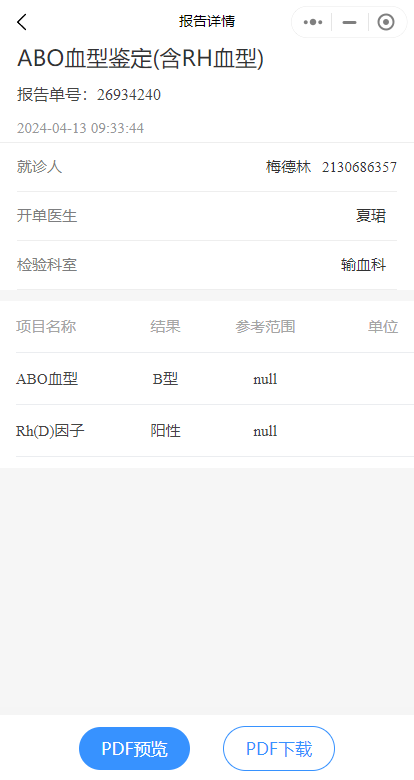 报告详情
ABO血型鉴定(含RH血型)
报告单号：26934240
2024-04-13 09:33:44
就诊人 梅德林 2130686357
开单医生 夏珺
检验科室 输血科
项目名称 结果 参考范围 单位
ABO血型 B型 null
Rh(D)因子 阳性 null
PDF预览 PDF下载